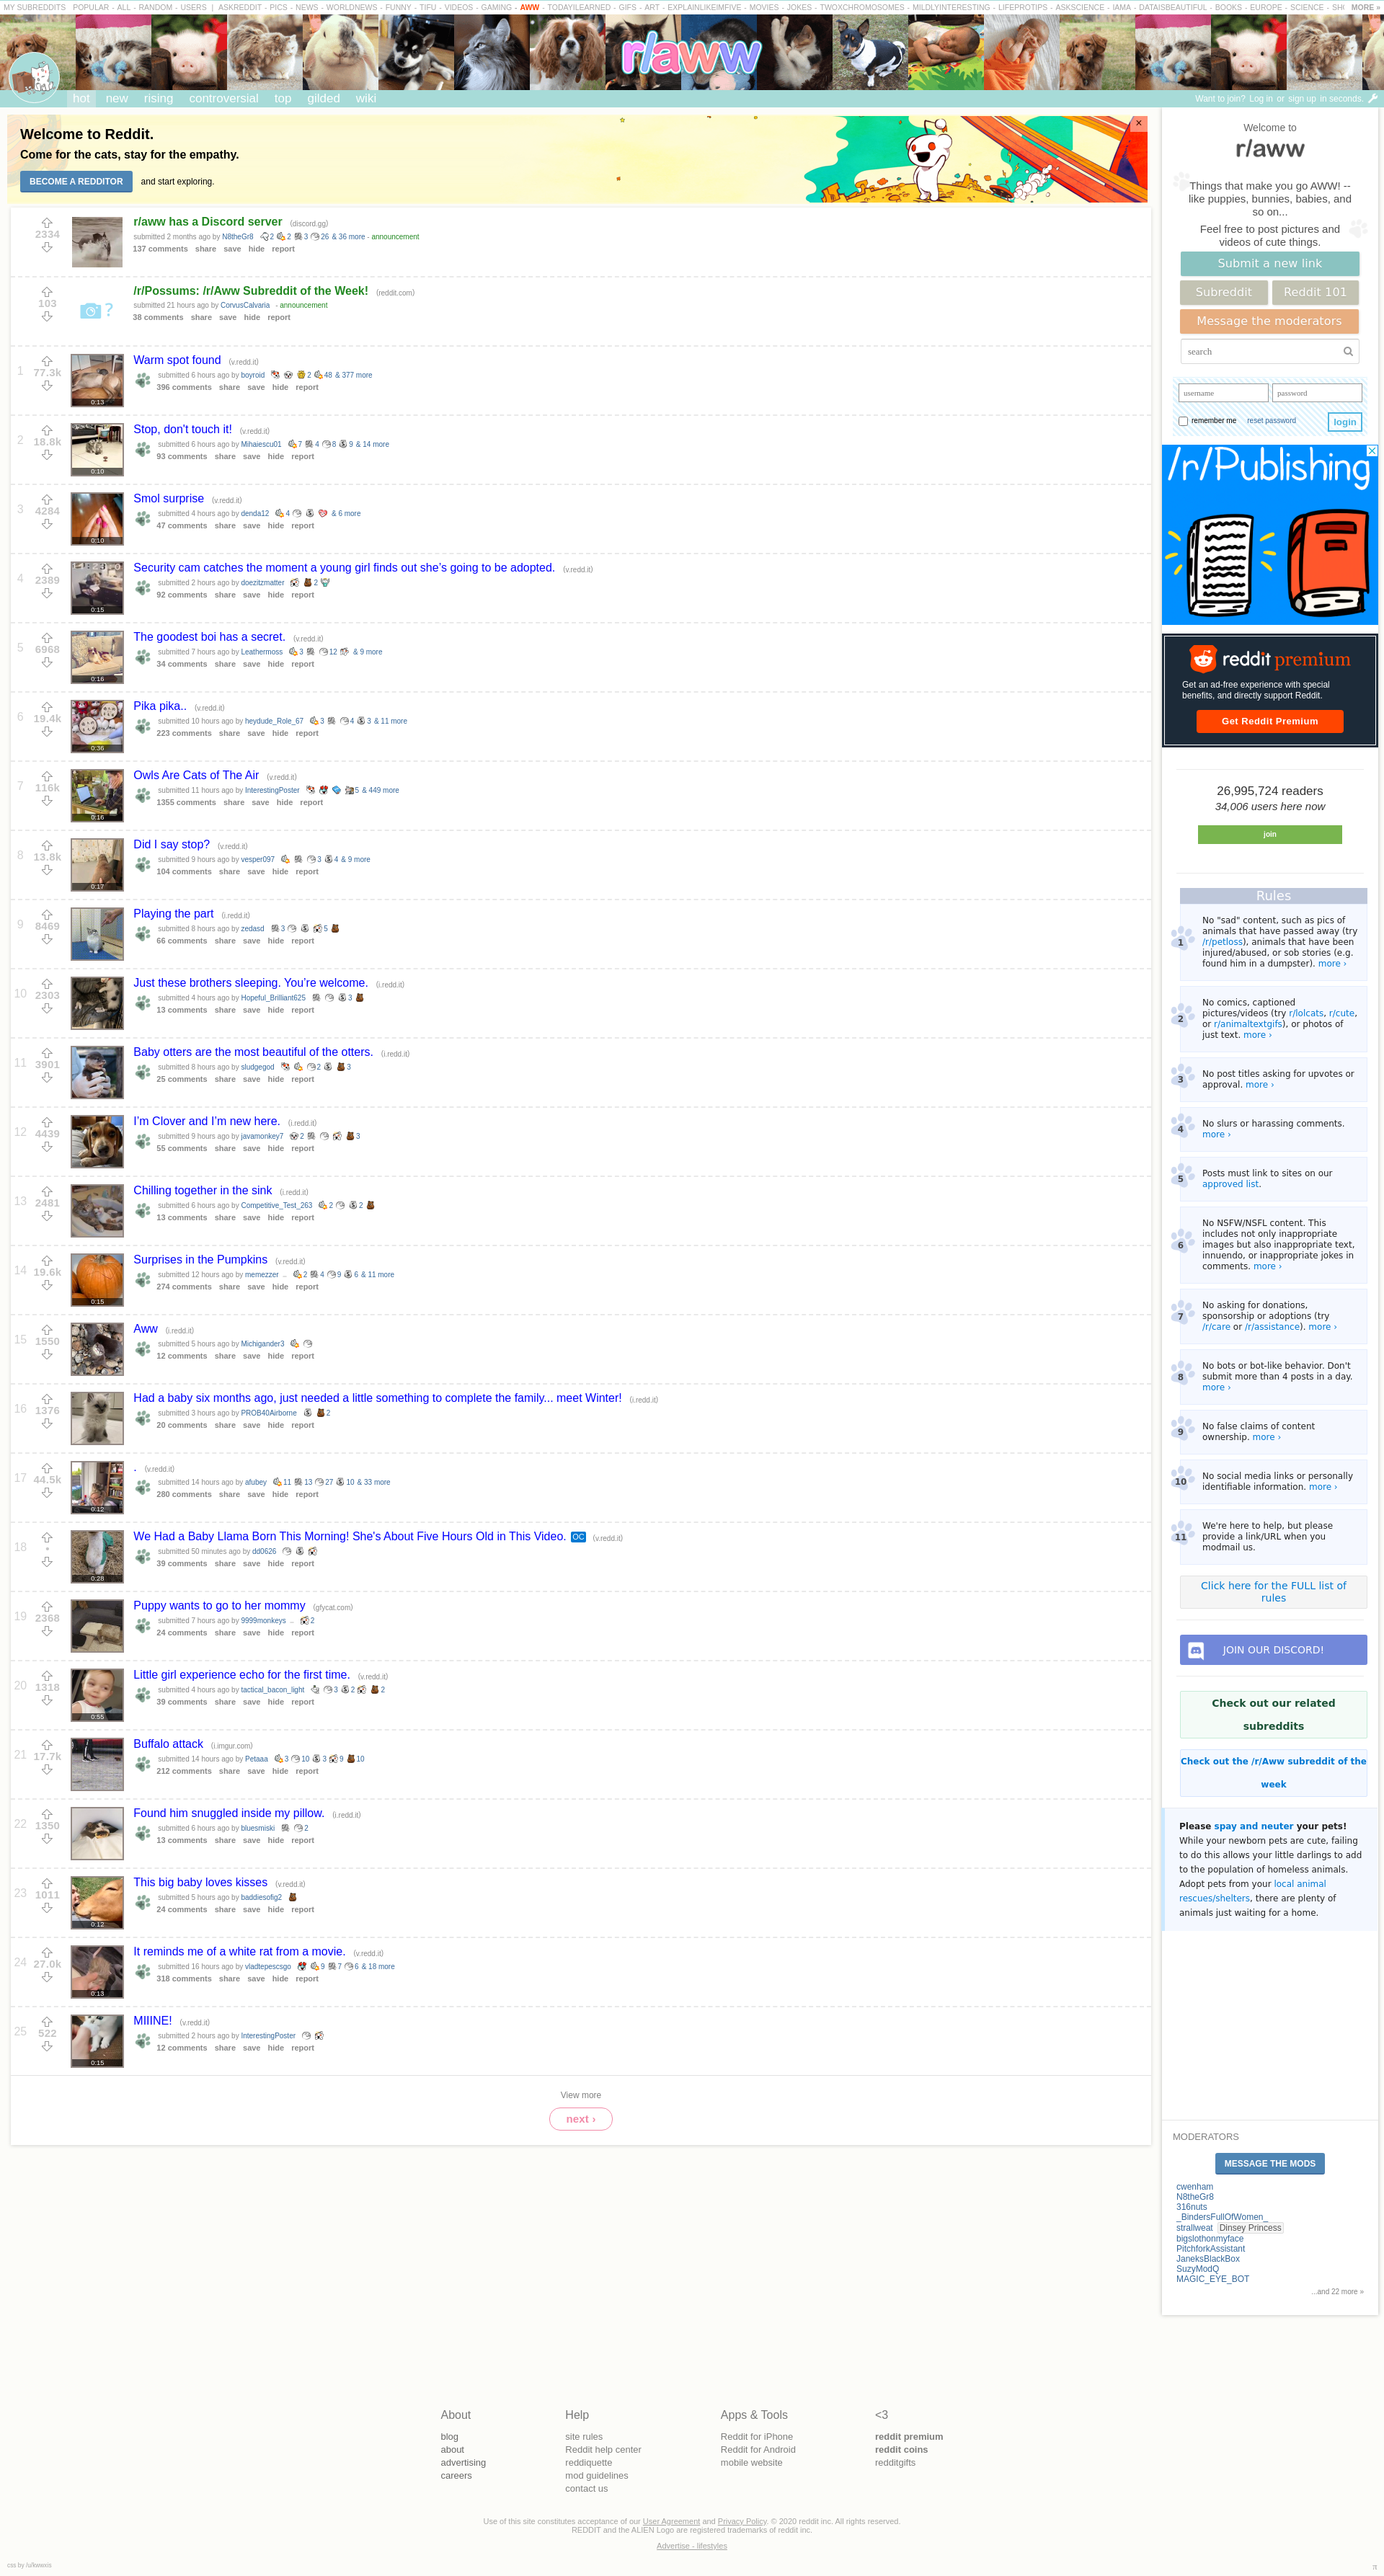 MY SUBREDDITS POPULAR - ALL - RANDOM - USERS | ASKREDDIT - PICS - NEWS - WORLDNEWS - FUNNY - TIFU - VIDEOS - GAMING - AWW - TODAYILEARNED - GIFS - ART - EXPLAINLIKEIMFIVE - MOVIES - JOKES - TWOXCHROMOSOMES - MILDLYINTERESTING - LIFEPROTIPS - ASKSCIENCE - IAMA - DATAISBEAUTIFUL - BOOKS - EUROPE - SCIENCE - SH MORE »
r/aww
hot new rising controversial top gilded wiki
Want to join? Log in or sign up in seconds.
Welcome to Reddit.
Come for the cats, stay for the empathy.
BECOME A REDDITOR and start exploring.
×
2334
r/aww has a Discord server (discord.gg)
submitted 2 months ago by N8theGr8 2 2 3 26 & 36 more - announcement
137 comments share save hide report
103
/r/Possums: /r/Aww Subreddit of the Week! (reddit.com)
submitted 21 hours ago by CorvusCalvaria - announcement
38 comments share save hide report
1 77.3k 0:13
Warm spot found (v.redd.it)
submitted 6 hours ago by boyroid 2 48 & 377 more
396 comments share save hide report
2 18.8k 0:10
Stop, don't touch it! (v.redd.it)
submitted 6 hours ago by Mihaiescu01 7 4 8 9 & 14 more
93 comments share save hide report
3 4284 0:10
Smol surprise (v.redd.it)
submitted 4 hours ago by denda12 4 & 6 more
47 comments share save hide report
4 2389 0:15
Security cam catches the moment a young girl finds out she's going to be adopted. (v.redd.it)
submitted 2 hours ago by doezitzmatter 2
92 comments share save hide report
5 6968 0:16
The goodest boi has a secret. (v.redd.it)
submitted 7 hours ago by Leathermoss 3 12 & 9 more
34 comments share save hide report
6 19.4k 0:36
Pika pika.. (v.redd.it)
submitted 10 hours ago by heydude_Role_67 3 4 3 & 11 more
223 comments share save hide report
7 116k 0:16
Owls Are Cats of The Air (v.redd.it)
submitted 11 hours ago by InterestingPoster 5 & 449 more
1355 comments share save hide report
8 13.8k 0:17
Did I say stop? (v.redd.it)
submitted 9 hours ago by vesper097 3 4 & 9 more
104 comments share save hide report
9 8469
Playing the part (i.redd.it)
submitted 8 hours ago by zedasd 3 5
66 comments share save hide report
10 2303
Just these brothers sleeping. You're welcome. (i.redd.it)
submitted 4 hours ago by Hopeful_Brilliant625 3
13 comments share save hide report
11 3901
Baby otters are the most beautiful of the otters. (i.redd.it)
submitted 8 hours ago by sludgegod 2 3
25 comments share save hide report
12 4439
I'm Clover and I'm new here. (i.redd.it)
submitted 9 hours ago by javamonkey7 2 3
55 comments share save hide report
13 2481
Chilling together in the sink (i.redd.it)
submitted 6 hours ago by Competitive_Test_263 2 2
13 comments share save hide report
14 19.6k 0:15
Surprises in the Pumpkins (v.redd.it)
submitted 12 hours ago by memezzer .. 2 4 9 6 & 11 more
274 comments share save hide report
15 1550
Aww (i.redd.it)
submitted 5 hours ago by Michigander3
12 comments share save hide report
16 1376
Had a baby six months ago, just needed a little something to complete the family... meet Winter! (i.redd.it)
submitted 3 hours ago by PROB40Airborne 2
20 comments share save hide report
17 44.5k 0:12
. (v.redd.it)
submitted 14 hours ago by afubey 11 13 27 10 & 33 more
280 comments share save hide report
18 • 0:28
We Had a Baby Llama Born This Morning! She's About Five Hours Old in This Video. OC (v.redd.it)
submitted 50 minutes ago by dd0626
39 comments share save hide report
19 2368
Puppy wants to go to her mommy (gfycat.com)
submitted 7 hours ago by 9999monkeys .. 2
24 comments share save hide report
20 1318 0:55
Little girl experience echo for the first time. (v.redd.it)
submitted 4 hours ago by tactical_bacon_light 3 2 2
39 comments share save hide report
21 17.7k
Buffalo attack (i.imgur.com)
submitted 14 hours ago by Petaaa 3 10 3 9 10
212 comments share save hide report
22 1350
Found him snuggled inside my pillow. (i.redd.it)
submitted 6 hours ago by bluesmiski 2
13 comments share save hide report
23 1011 0:12
This big baby loves kisses (v.redd.it)
submitted 5 hours ago by baddiesofig2
24 comments share save hide report
24 27.0k 0:13
It reminds me of a white rat from a movie. (v.redd.it)
submitted 16 hours ago by vladtepescsgo 9 7 6 & 18 more
318 comments share save hide report
25 522 0:15
MIIINE! (v.redd.it)
submitted 2 hours ago by InterestingPoster
12 comments share save hide report
View more
next ›
Welcome to
r/aww
Things that make you go AWW! --
like puppies, bunnies, babies, and
so on...
Feel free to post pictures and
videos of cute things.
Submit a new link
Subreddit Reddit 101
Message the moderators
search
username password
remember me reset password login
/r/Publishing
reddit premium
Get an ad-free experience with special
benefits, and directly support Reddit.
Get Reddit Premium
26,995,724 readers
34,006 users here now
join
Rules
1 No "sad" content, such as pics of
animals that have passed away (try
/r/petloss), animals that have been
injured/abused, or sob stories (e.g.
found him in a dumpster). more ›
2 No comics, captioned
pictures/videos (try r/lolcats, r/cute,
or r/animaltextgifs), or photos of
just text. more ›
3 No post titles asking for upvotes or
approval. more ›
4 No slurs or harassing comments.
more ›
5 Posts must link to sites on our
approved list.
6 No NSFW/NSFL content. This
includes not only inappropriate
images but also inappropriate text,
innuendo, or inappropriate jokes in
comments. more ›
7 No asking for donations,
sponsorship or adoptions (try
/r/care or /r/assistance). more ›
8 No bots or bot-like behavior. Don't
submit more than 4 posts in a day.
more ›
9 No false claims of content
ownership. more ›
10 No social media links or personally
identifiable information. more ›
11 We're here to help, but please
provide a link/URL when you
modmail us.
Click here for the FULL list of
rules
JOIN OUR DISCORD!
Check out our related
subreddits
Check out the /r/Aww subreddit of the
week
Please spay and neuter your pets!
While your newborn pets are cute, failing
to do this allows your little darlings to add
to the population of homeless animals.
Adopt pets from your local animal
rescues/shelters, there are plenty of
animals just waiting for a home.
MODERATORS
MESSAGE THE MODS
cwenham
N8theGr8
316nuts
_BindersFullOfWomen_
strallweat Dinsey Princess
bigslothonmyface
PitchforkAssistant
JaneksBlackBox
SuzyModQ
MAGIC_EYE_BOT
...and 22 more »
About
blog
about
advertising
careers
Help
site rules
Reddit help center
reddiquette
mod guidelines
contact us
Apps & Tools
Reddit for iPhone
Reddit for Android
mobile website
<3
reddit premium
reddit coins
redditgifts
Use of this site constitutes acceptance of our User Agreement and Privacy Policy. © 2020 reddit inc. All rights reserved.
REDDIT and the ALIEN Logo are registered trademarks of reddit inc.
Advertise - lifestyles
π